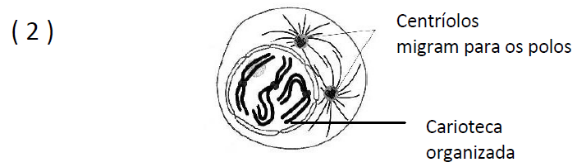 ( 2 )
Centríolos
migram para os polos
Carioteca
organizada